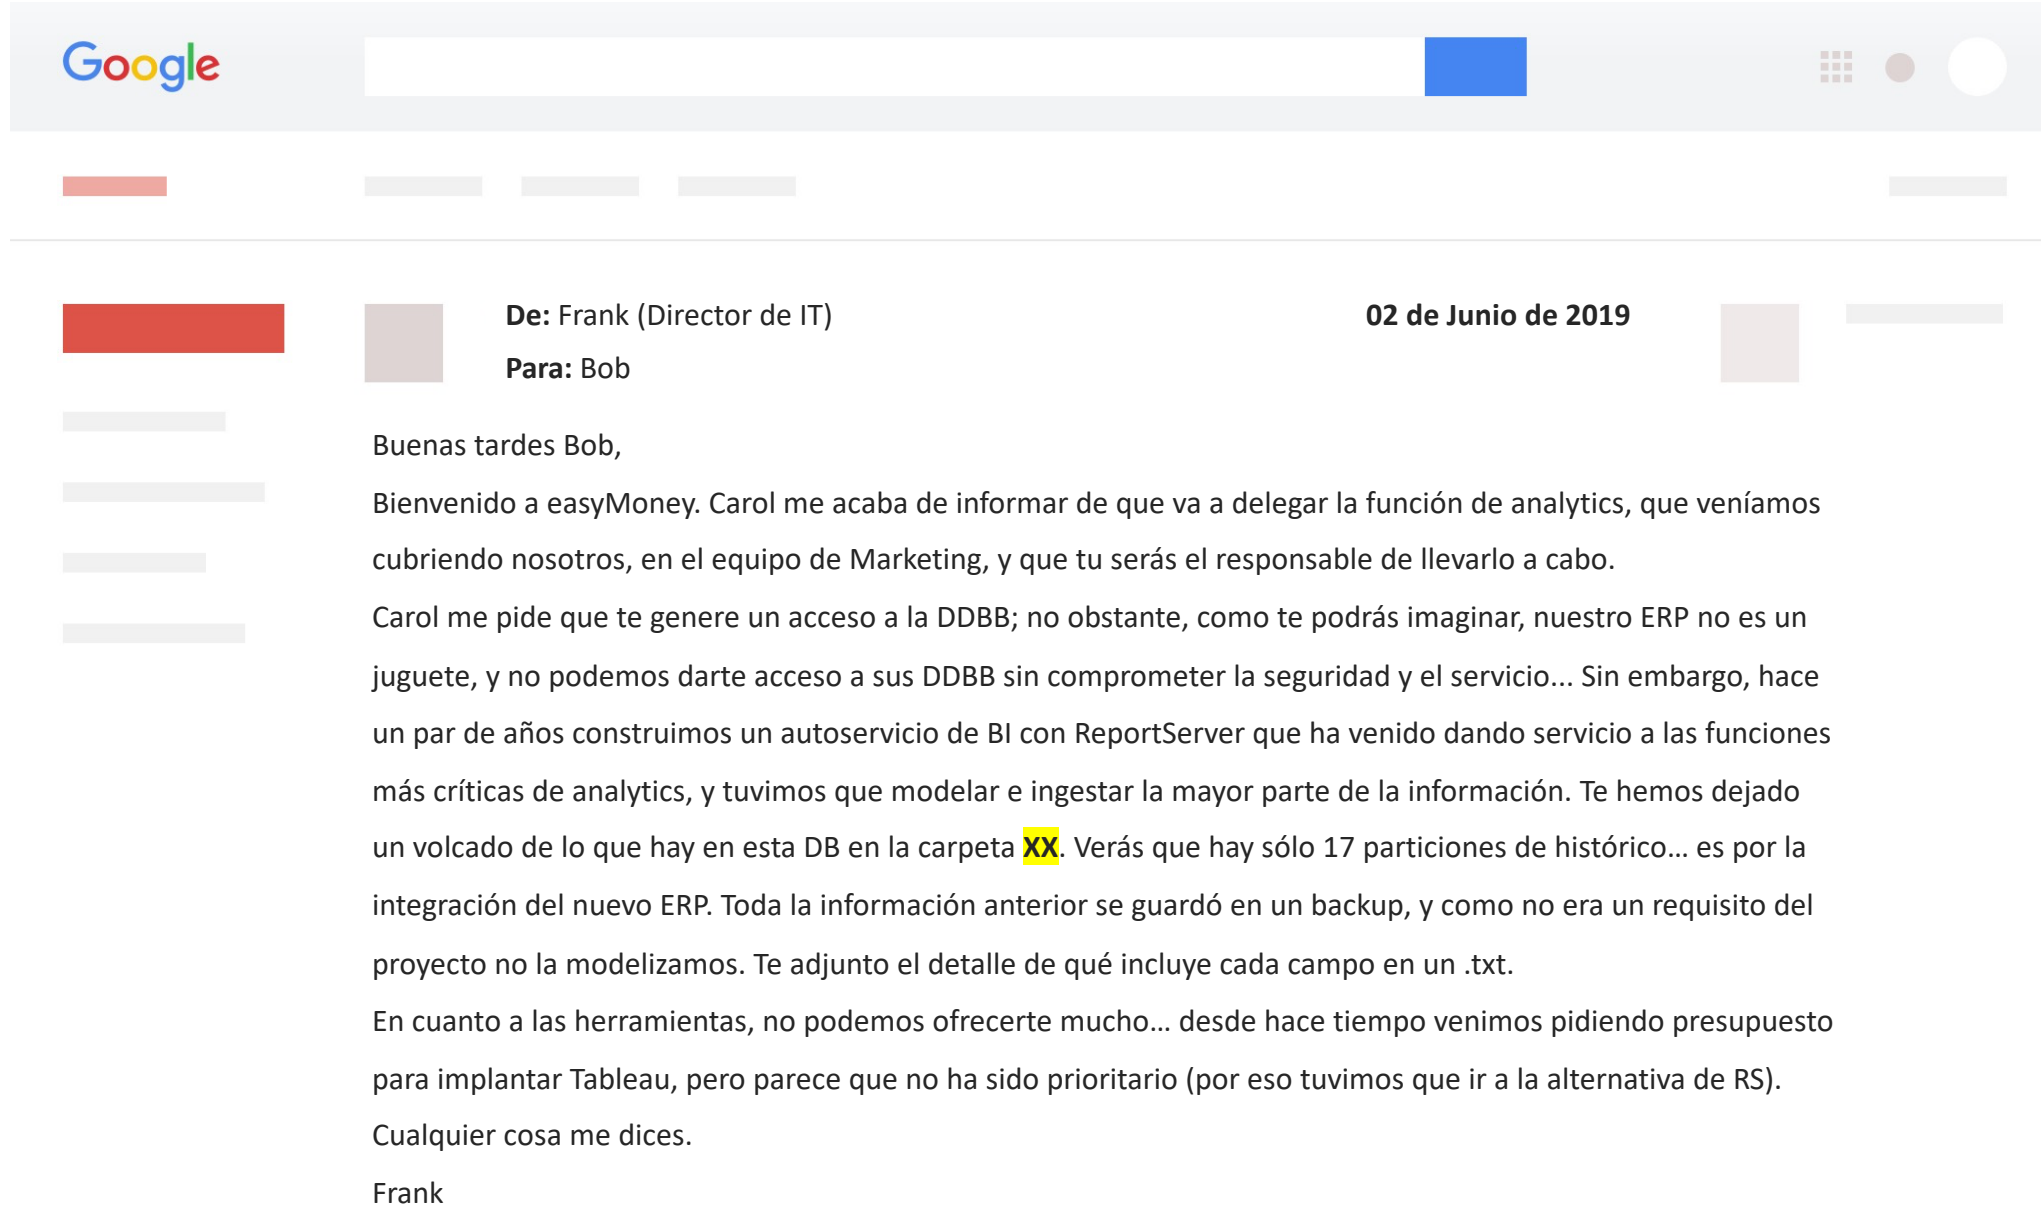 Google
De: Frank (Director de IT)
02 de Junio de 2019
Para: Bob
Buenas tardes Bob,
Bienvenido a easyMoney. Carol me acaba de informar de que va a delegar la función de analytics, que veníamos
cubriendo nosotros, en el equipo de Marketing, y que tu serás el responsable de llevarlo a cabo.
Carol me pide que te genere un acceso a la DDBB; no obstante, como te podrás imaginar, nuestro ERP no es un
juguete, y no podemos darte acceso a sus DDBB sin comprometer la seguridad y el servicio... Sin embargo, hace
un par de años construimos un autoservicio de BI con ReportServer que ha venido dando servicio a las funciones
más críticas de analytics, y tuvimos que modelar e ingestar la mayor parte de la información. Te hemos dejado
un volcado de lo que hay en esta DB en la carpeta XX. Verás que hay sólo 17 particiones de histórico... es por la
integración del nuevo ERP. Toda la información anterior se guardó en un backup, y como no era un requisito del
proyecto no la modelizamos. Te adjunto el detalle de qué incluye cada campo en un .txt.
En cuanto a las herramientas, no podemos ofrecerte mucho... desde hace tiempo venimos pidiendo presupuesto
para implantar Tableau, pero parece que no ha sido prioritario (por eso tuvimos que ir a la alternativa de RS).
Cualquier cosa me dices.
Frank